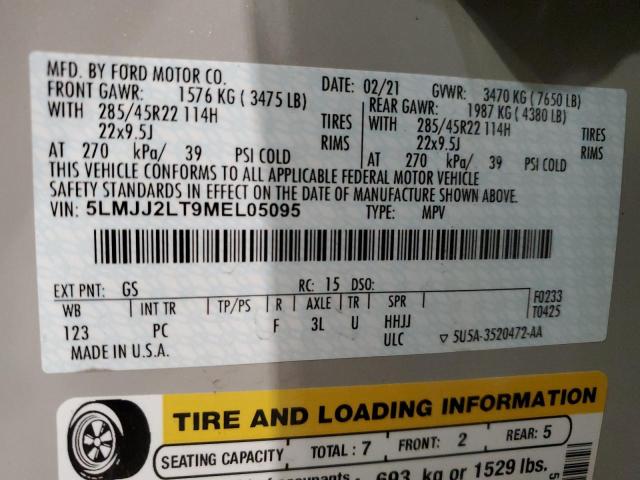 MFD. BY FORD MOTOR CO.
DATE: 02/21 GVWR: 3470 KG (7650 LB)
FRONT GAWR: 1576 KG (3475 LB) REAR GAWR: 1987 KG (4380 LB)
WITH 285/45R22 114H TIRES WITH 285/45R22 114H TIRES
22x9.5J RIMS 22x9.5J RIMS
AT 270 kPa/ 39 PSI COLD AT 270 kPa/ 39 PSI COLD
THIS VEHICLE CONFORMS TO ALL APPLICABLE FEDERAL MOTOR VEHICLE
SAFETY STANDARDS IN EFFECT ON THE DATE OF MANUFACTURE SHOWN ABOVE.
VIN: 5LMJJ2LT9MEL05095 TYPE: MPV
EXT PNT: GS RC: 15 DSO:
WB INT TR TP/PS R AXLE TR SPR
123 PC F 3L U HHJJ
ULC
F0233
T0425
MADE IN U.S.A.
▽ 5U5A-3520472-AA
TIRE AND LOADING INFORMATION
SEATING CAPACITY TOTAL : 7 FRONT: 2 REAR: 5
693 kg or 1529 lbs.